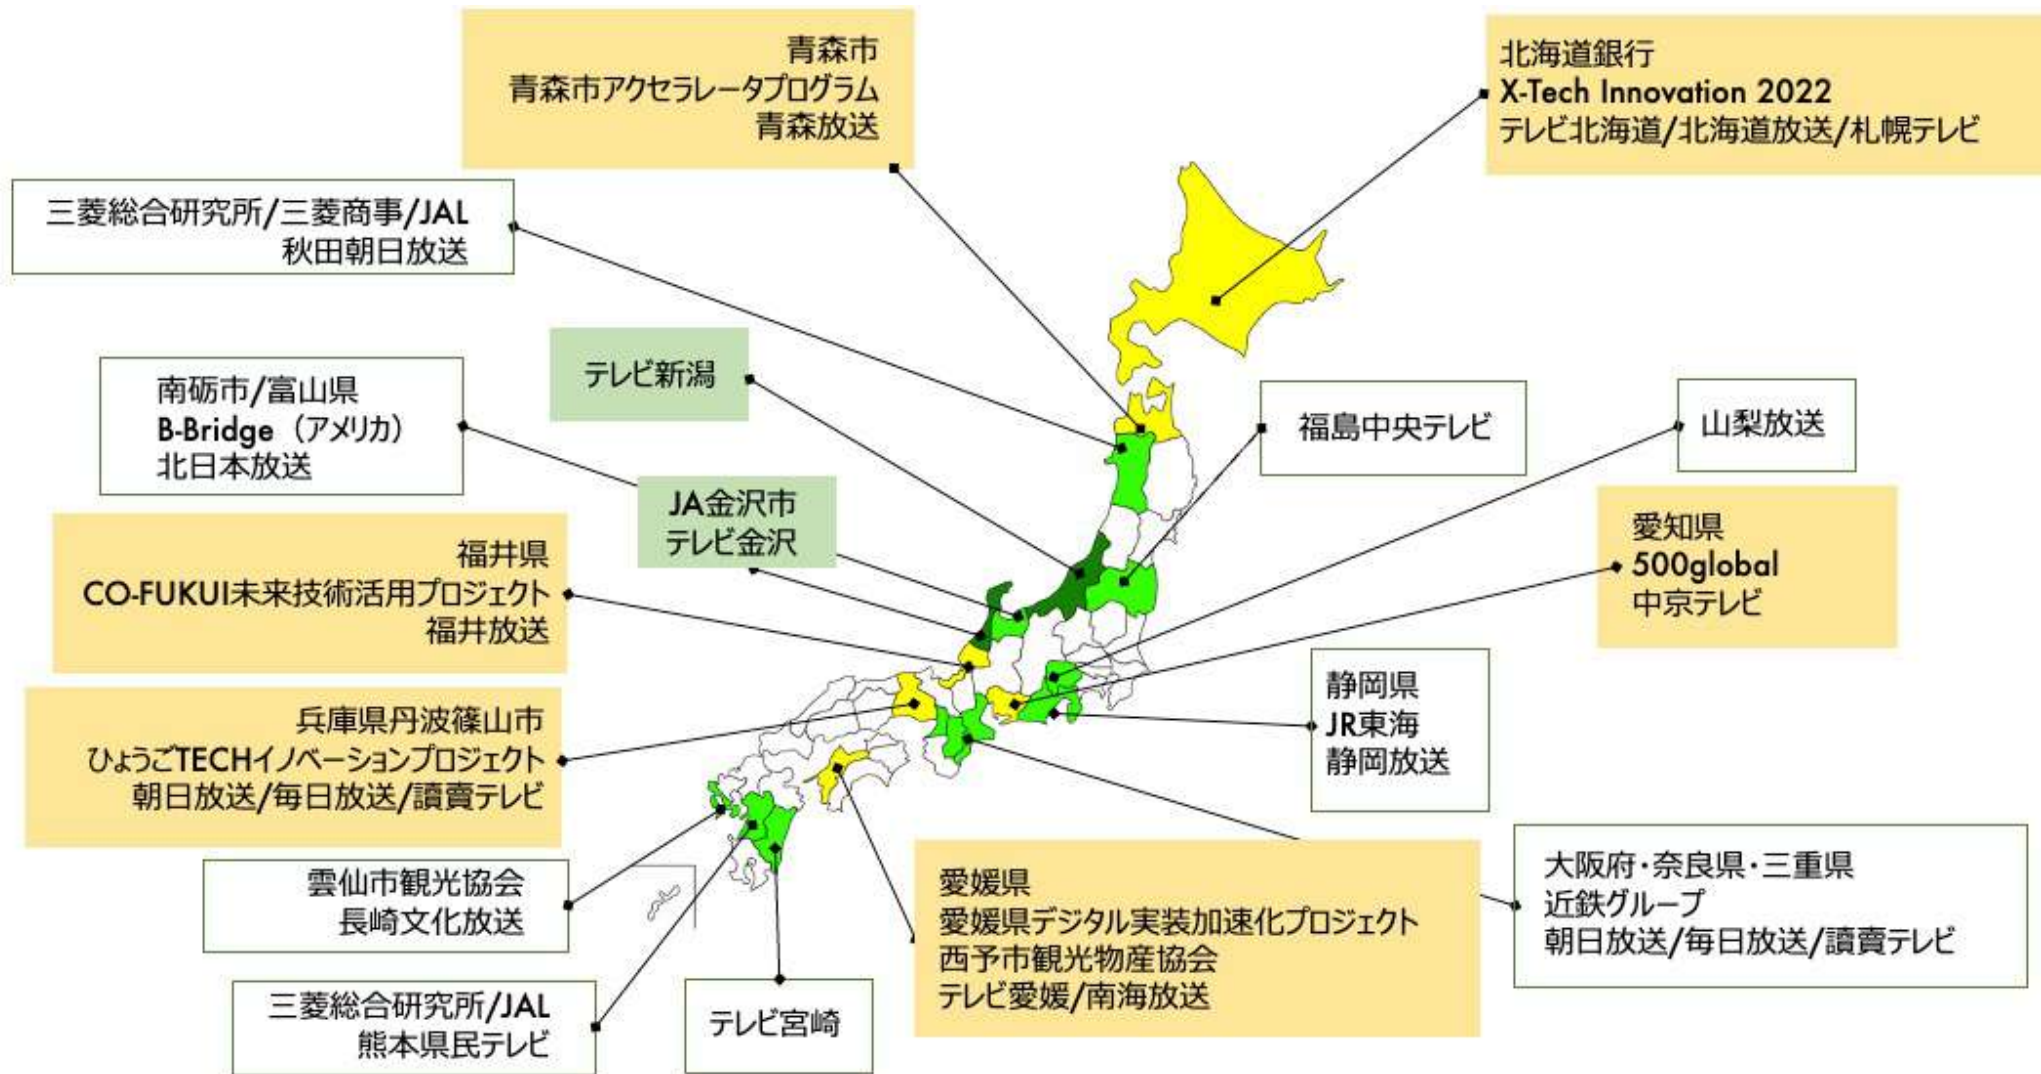 青森市
青森市アクセラレータプログラム
青森放送
北海道銀行
X-Tech Innovation 2022
テレビ北海道/北海道放送/札幌テレビ
三菱総合研究所/三菱商事/JAL
秋田朝日放送
テレビ新潟
南砺市/富山県
B-Bridge（アメリカ）
北日本放送
福島中央テレビ
山梨放送
JA金沢市
テレビ金沢
愛知県
500global
中京テレビ
福井県
CO-FUKUI未来技術活用プロジェクト
福井放送
静岡県
JR東海
静岡放送
兵庫県丹波篠山市
ひょうごTECHイノベーションプロジェクト
朝日放送/毎日放送/讀賣テレビ
大阪府・奈良県・三重県
近鉄グループ
朝日放送/毎日放送/讀賣テレビ
雲仙市観光協会
長崎文化放送
愛媛県
愛媛県デジタル実装加速化プロジェクト
西予市観光物産協会
テレビ愛媛/南海放送
三菱総合研究所/JAL
熊本県民テレビ
テレビ宮崎